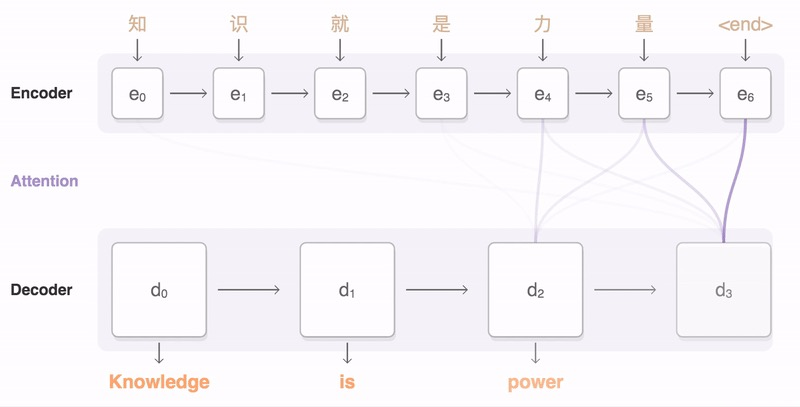 知 识 就 是 力 量 <end>
Encoder e₀ e₁ e₂ e₃ e₄ e₅ e₆
Attention
Decoder d₀ d₁ d₂ d₃
Knowledge is power